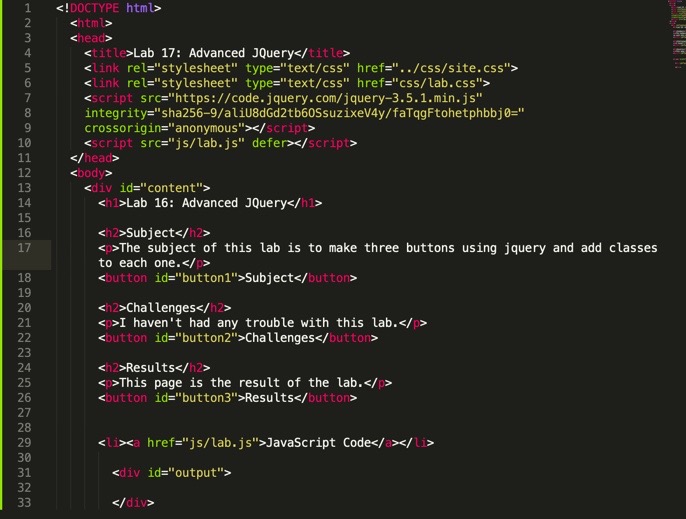 1 <!DOCTYPE html>
2 <html>
3 <head>
4 <title>Lab 17: Advanced JQuery</title>
5 <link rel="stylesheet" type="text/css" href="../css/site.css">
6 <link rel="stylesheet" type="text/css" href="css/lab.css">
7 <script src="https://code.jquery.com/jquery-3.5.1.min.js"
8 integrity="sha256-9/aliU8dGd2tb6OSsuzixeV4y/faTqgFtohetphbbj0="
9 crossorigin="anonymous"></script>
10 <script src="js/lab.js" defer></script>
11 </head>
12 <body>
13 <div id="content">
14 <h1>Lab 16: Advanced JQuery</h1>
15
16 <h2>Subject</h2>
17 <p>The subject of this lab is to make three buttons using jquery and add classes
to each one.</p>
18 <button id="button1">Subject</button>
19
20 <h2>Challenges</h2>
21 <p>I haven't had any trouble with this lab.</p>
22 <button id="button2">Challenges</button>
23
24 <h2>Results</h2>
25 <p>This page is the result of the lab.</p>
26 <button id="button3">Results</button>
27
28
29 <li><a href="js/lab.js">JavaScript Code</a></li>
30
31 <div id="output">
32
33 </div>